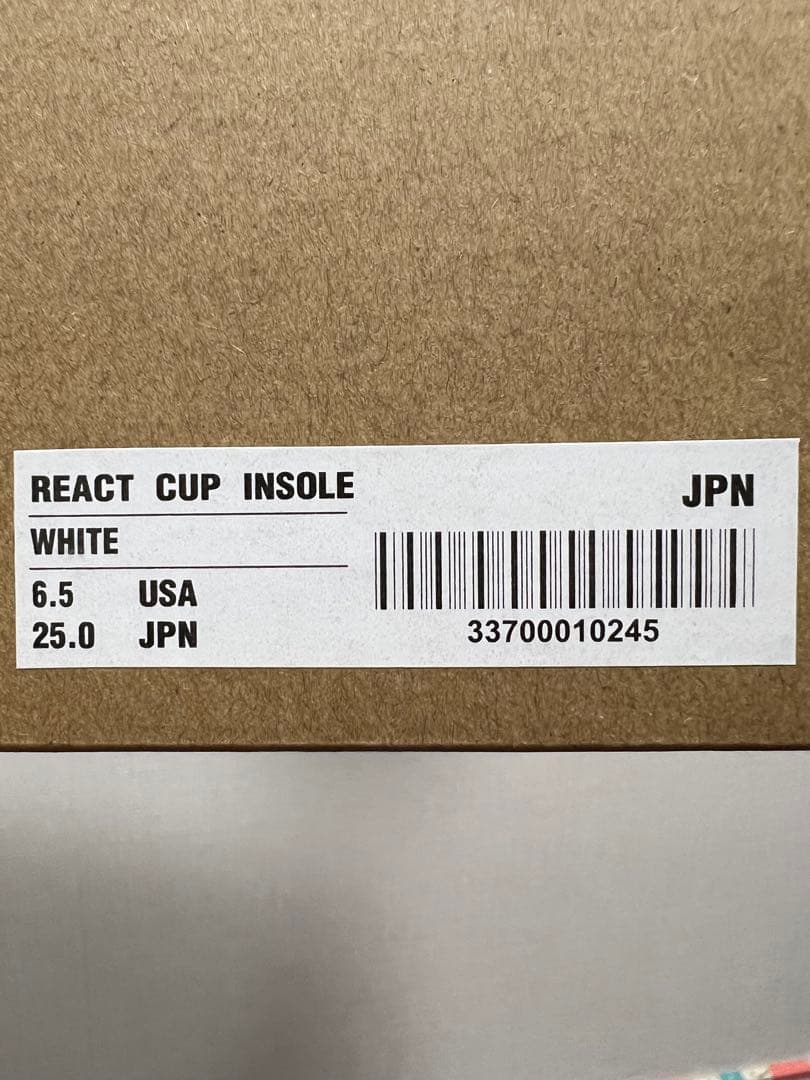 REACT CUP INSOLE
JPN
WHITE
6.5 USA
25.0 JPN
33700010245